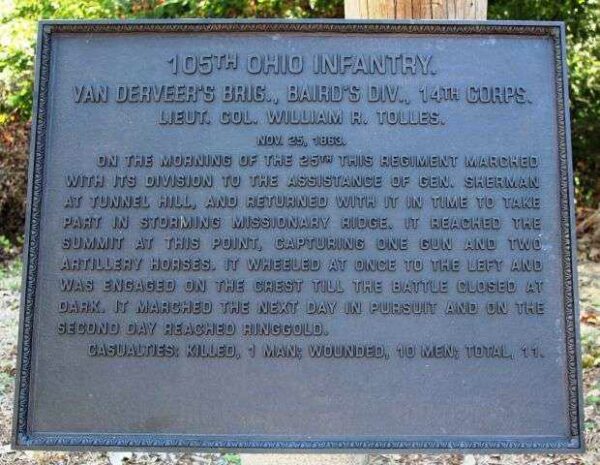 105TH OHIO INFANTRY.
VAN DERVEER'S BRIG., BAIRD'S DIV., 14TH CORPS.
LIEUT. COL. WILLIAM R. TOLLES.
NOV. 25, 1863.
ON THE MORNING OF THE 25TH THIS REGIMENT MARCHED
WITH ITS DIVISION TO THE ASSISTANCE OF GEN. SHERMAN
AT TUNNEL HILL, AND RETURNED WITH IT IN TIME TO TAKE
PART IN STORMING MISSIONARY RIDGE. IT REACHED THE
SUMMIT AT THIS POINT, CAPTURING ONE GUN AND TWO
ARTILLERY HORSES. IT WHEELED AT ONCE TO THE LEFT AND
WAS ENGAGED ON THE CREST TILL THE BATTLE CLOSED AT
DARK. IT MARCHED THE NEXT DAY IN PURSUIT AND ON THE
SECOND DAY REACHED RINGGOLD.
CASUALTIES: KILLED, 1 MAN; WOUNDED, 10 MEN; TOTAL, 11.